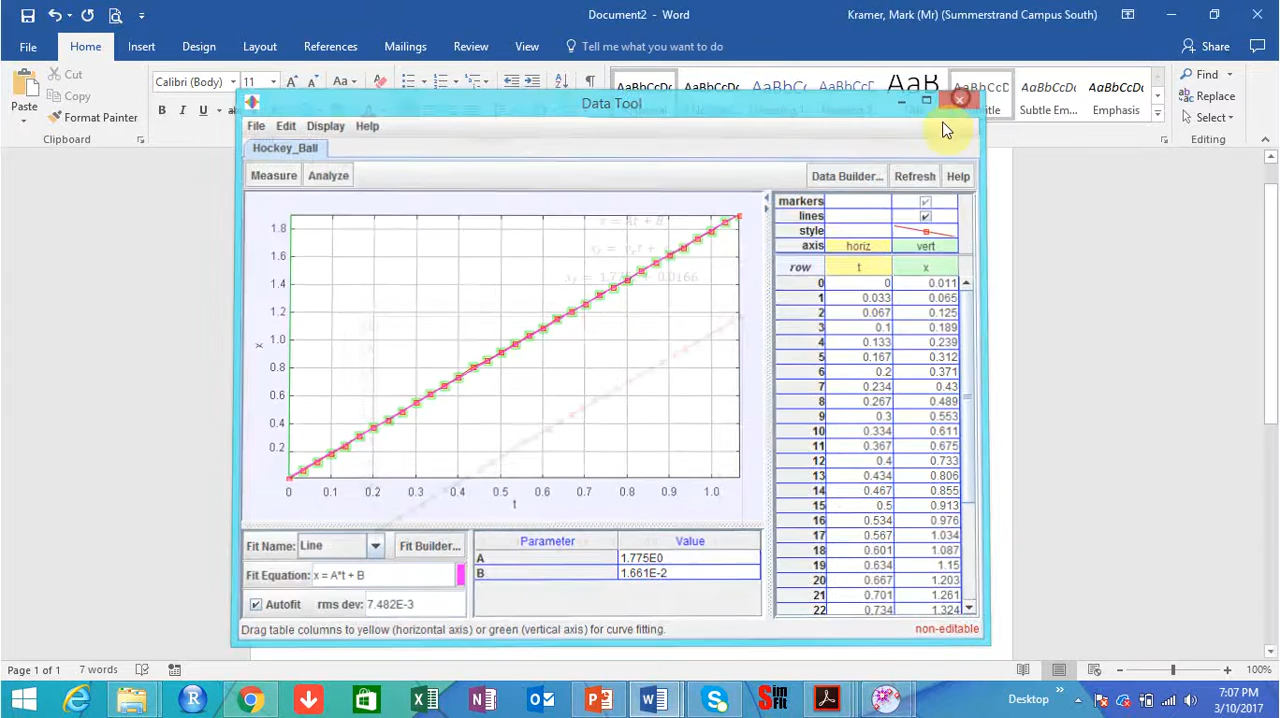 Document2 - Word
Kramer, Mark (Mr) (Summerstrand Campus South)
File Home Insert Design Layout References Mailings Review View Tell me what you want to do Share
Cut
Copy
Paste
Format Painter
Clipboard
Calibri (Body) 11
B I U
Aa
AaBbCcDc
Subtle Em...
Emphasis
Find
Replace
Select
Editing
Data Tool
File Edit Display Help
Hockey_Ball
Measure Analyze
Data Builder... Refresh Help
x = At + B
1.8
1.6
1.4
1.2
1.0
0.8
0.6
0.4
0.2
x
0 0.1 0.2 0.3 0.4 0.5 0.6 0.7 0.8 0.9 1.0
t
markers
lines
style
axis horiz vert
row t x
0 0 0.011
1 0.033 0.065
2 0.067 0.125
3 0.1 0.189
4 0.133 0.239
5 0.167 0.312
6 0.2 0.371
7 0.234 0.43
8 0.267 0.489
9 0.3 0.553
10 0.334 0.611
11 0.367 0.675
12 0.4 0.733
13 0.434 0.806
14 0.467 0.855
15 0.5 0.913
16 0.534 0.976
17 0.567 1.034
18 0.601 1.087
19 0.634 1.15
20 0.667 1.203
21 0.701 1.261
22 0.734 1.324
Fit Name: Line Fit Builder...
Fit Equation: x = A*t + B
Autofit rms dev: 7.482E-3
Parameter Value
A 1.775E0
B 1.661E-2
Drag table columns to yellow (horizontal axis) or green (vertical axis) for curve fitting.
non-editable
Page 1 of 1 7 words
100%
Desktop
7:07 PM
3/10/2017